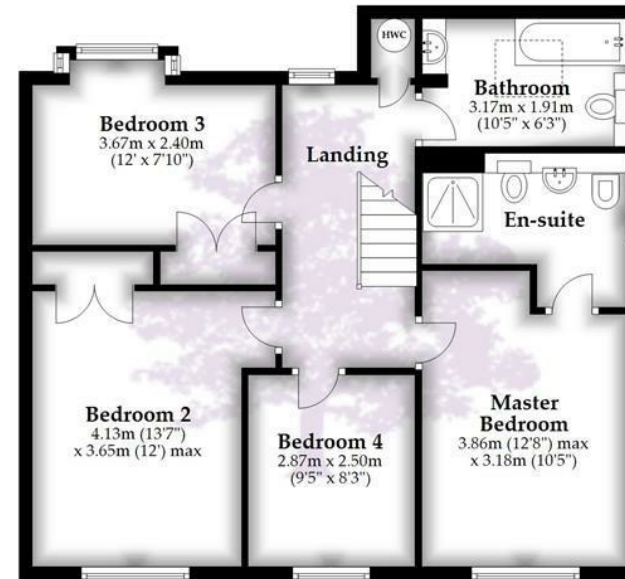 HWC
Bathroom
3.17m x 1.91m
(10'5" x 6'3")
Bedroom 3
3.67m x 2.40m
(12' x 7'10")
Landing
En-suite
Bedroom 2
4.13m (13'7")
x 3.65m (12') max
Bedroom 4
2.87m x 2.50m
(9'5" x 8'3")
Master
Bedroom
3.86m (12'8") max
x 3.18m (10'5")